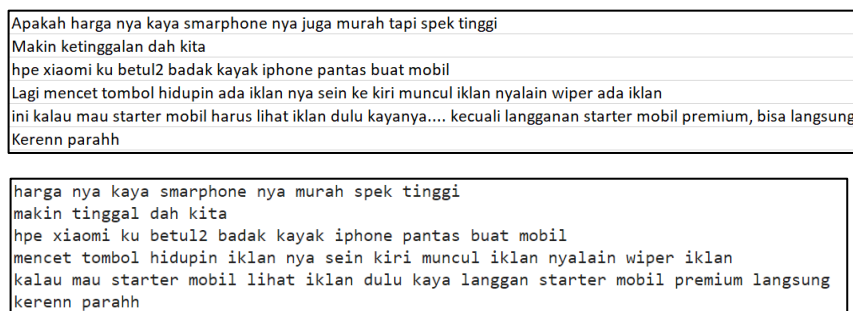 Apakah harga nya kaya smarphone nya juga murah tapi spek tinggi
Makin ketinggalan dah kita
hpe xiaomi ku betul2 badak kayak iphone pantas buat mobil
Lagi mencet tombol hidupin ada iklan nya sein ke kiri muncul iklan nyalain wiper ada iklan
ini kalau mau starter mobil harus lihat iklan dulu kayanya.... kecuali langganan starter mobil premium, bisa langsung
Kerenn parahh
harga nya kaya smarphone nya murah spek tinggi
makin tinggal dah kita
hpe xiaomi ku betul2 badak kayak iphone pantas buat mobil
mencet tombol hidupin iklan nya sein kiri muncul iklan nyalain wiper iklan
kalau mau starter mobil lihat iklan dulu kaya langgan starter mobil premium langsung
kerenn parahh